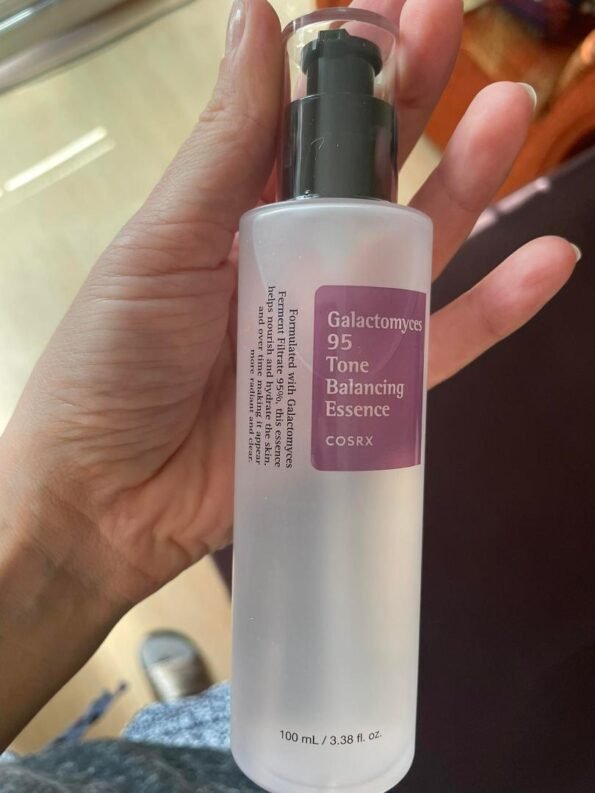 Galactomyces
95
Tone
Balancing
Essence
COSRX
Formulated with Galactomyces
Ferment Filtrate 95%, this essence
helps nourish and hydrate the skin,
and over time making it appear
more radiant and clear.
100 mL / 3.38 fl. oz.